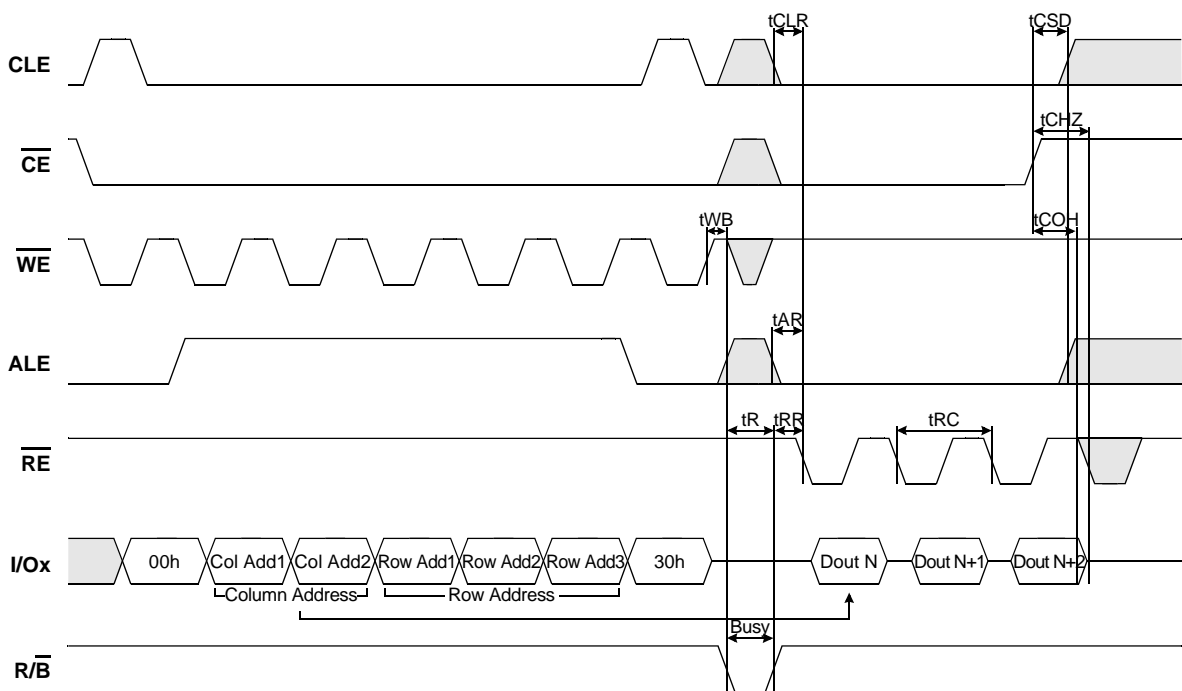 tCLR tCSD
CLE
tCHZ
CE
tWB tCOH
WE
tAR
ALE
tR tRR tRC
RE
I/Ox 00h Col Add1 Col Add2 Row Add1 Row Add2 Row Add3 30h Dout N Dout N+1 Dout N+2
Column Address Row Address
Busy
R/B